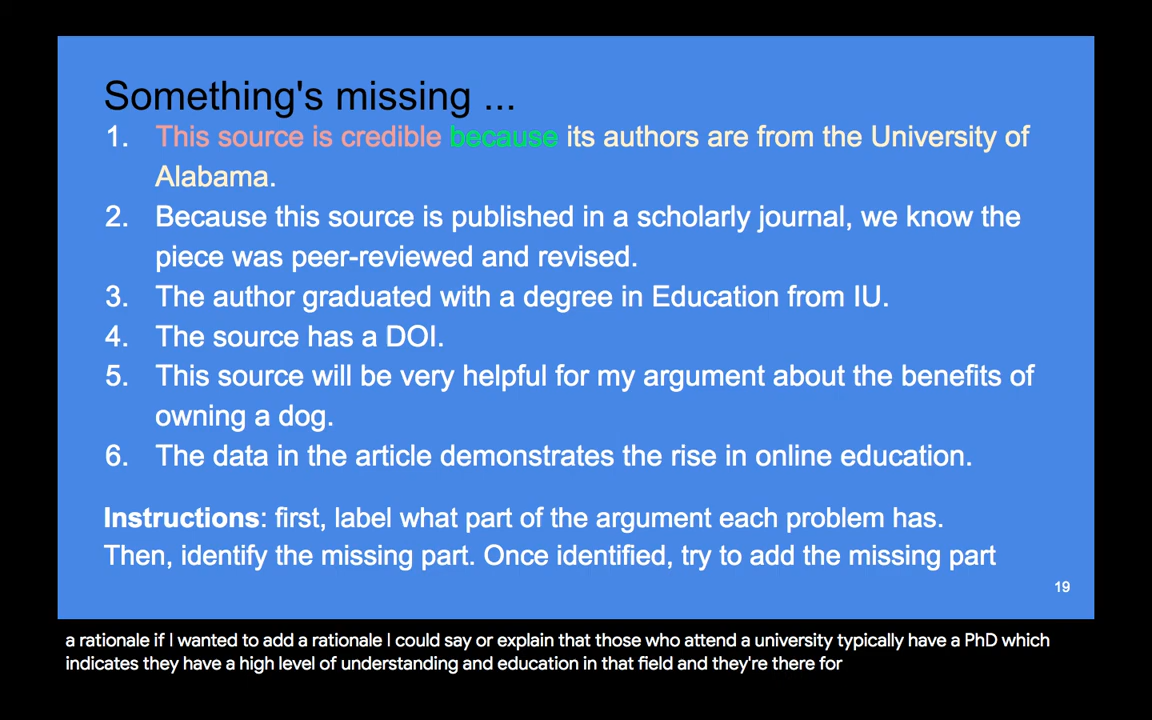 Something's missing ...
1. This source is credible because its authors are from the University of
Alabama.
2. Because this source is published in a scholarly journal, we know the
piece was peer-reviewed and revised.
3. The author graduated with a degree in Education from IU.
4. The source has a DOI.
5. This source will be very helpful for my argument about the benefits of
owning a dog.
6. The data in the article demonstrates the rise in online education.
Instructions: first, label what part of the argument each problem has.
Then, identify the missing part. Once identified, try to add the missing part
19
a rationale if I wanted to add a rationale I could say or explain that those who attend a university typically have a PhD which
indicates they have a high level of understanding and education in that field and they're there for